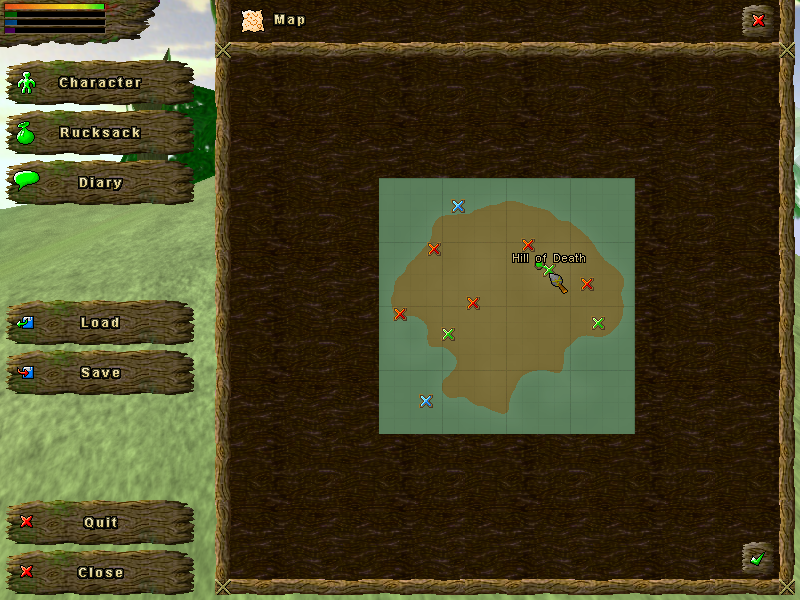 Map
Character
Rucksack
Diary
Hill of Death
Load
Save
Quit
Close